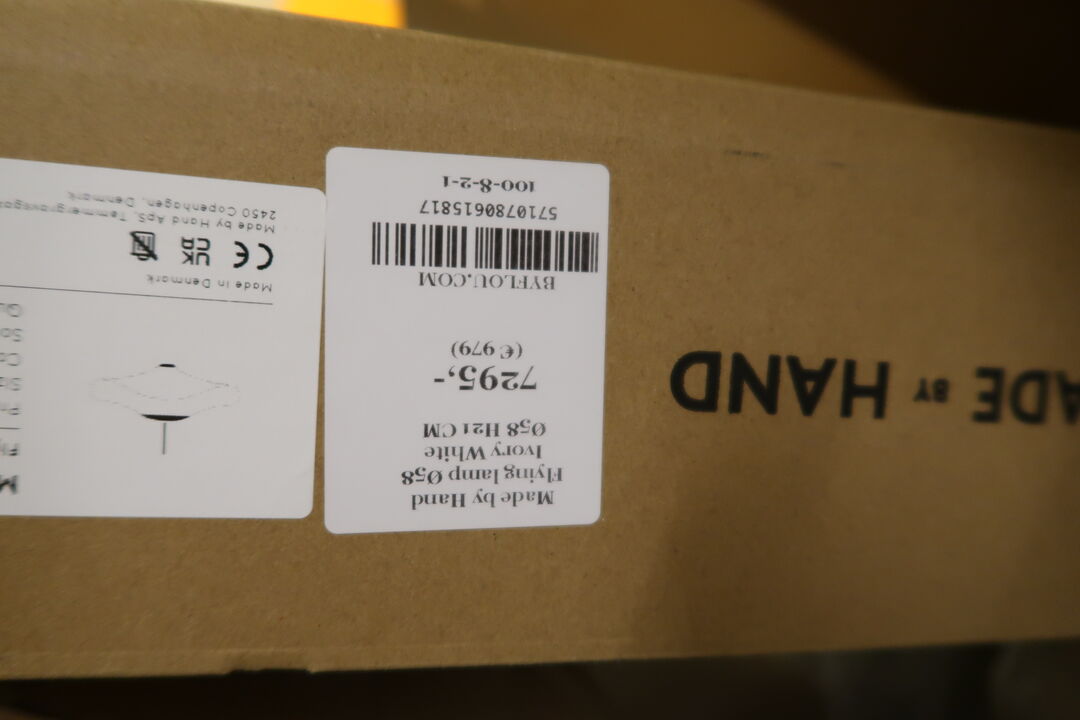 Made by Hand
Flying lamp Ø58
Ivory White
Ø58 H21 CM
7295,-
(€ 979)
BYFLOU.COM
5710780615817
100-8-2-1
MADE BY HAND
Made in Denmark
CE UK CA
Made by Hand ApS,
2450 Copenhagen, Denmark